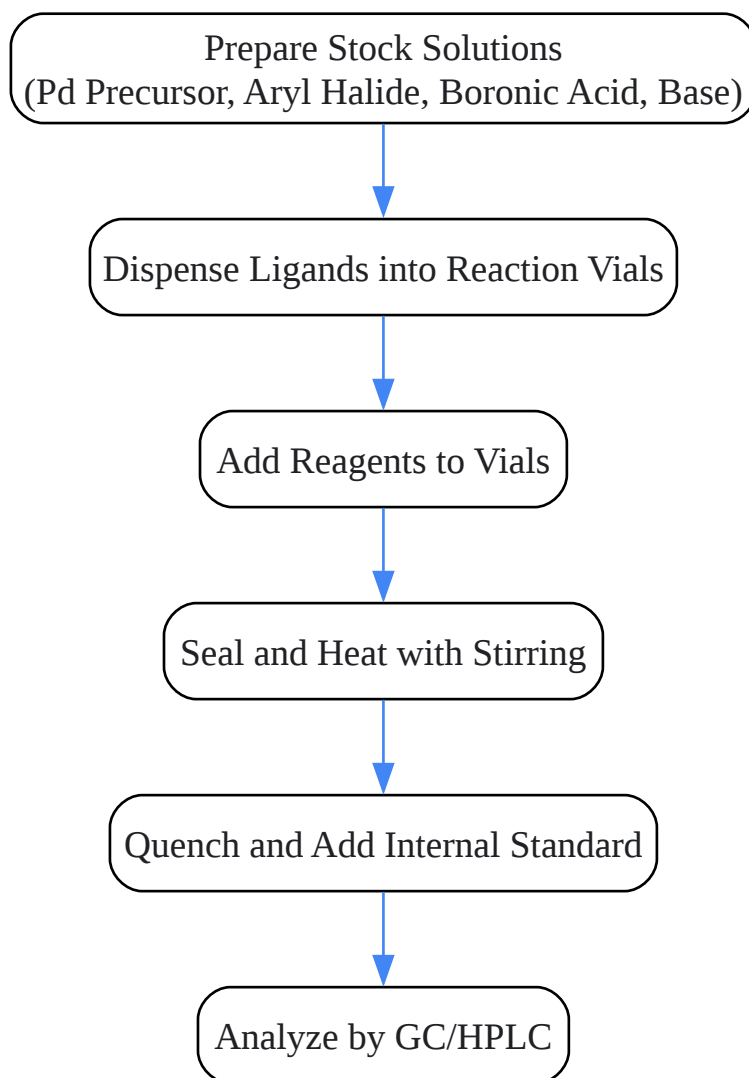 Prepare Stock Solutions
(Pd Precursor, Aryl Halide, Boronic Acid, Base)
Dispense Ligands into Reaction Vials
Add Reagents to Vials
Seal and Heat with Stirring
Quench and Add Internal Standard
Analyze by GC/HPLC